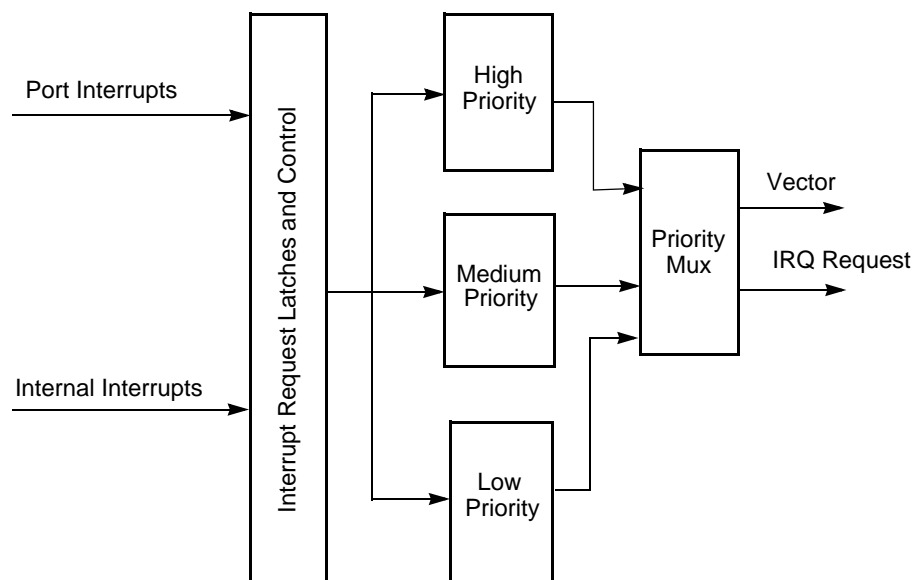 Port Interrupts
Internal Interrupts
Interrupt Request Latches and Control
High
Priority
Medium
Priority
Low
Priority
Priority
Mux
Vector
IRQ Request